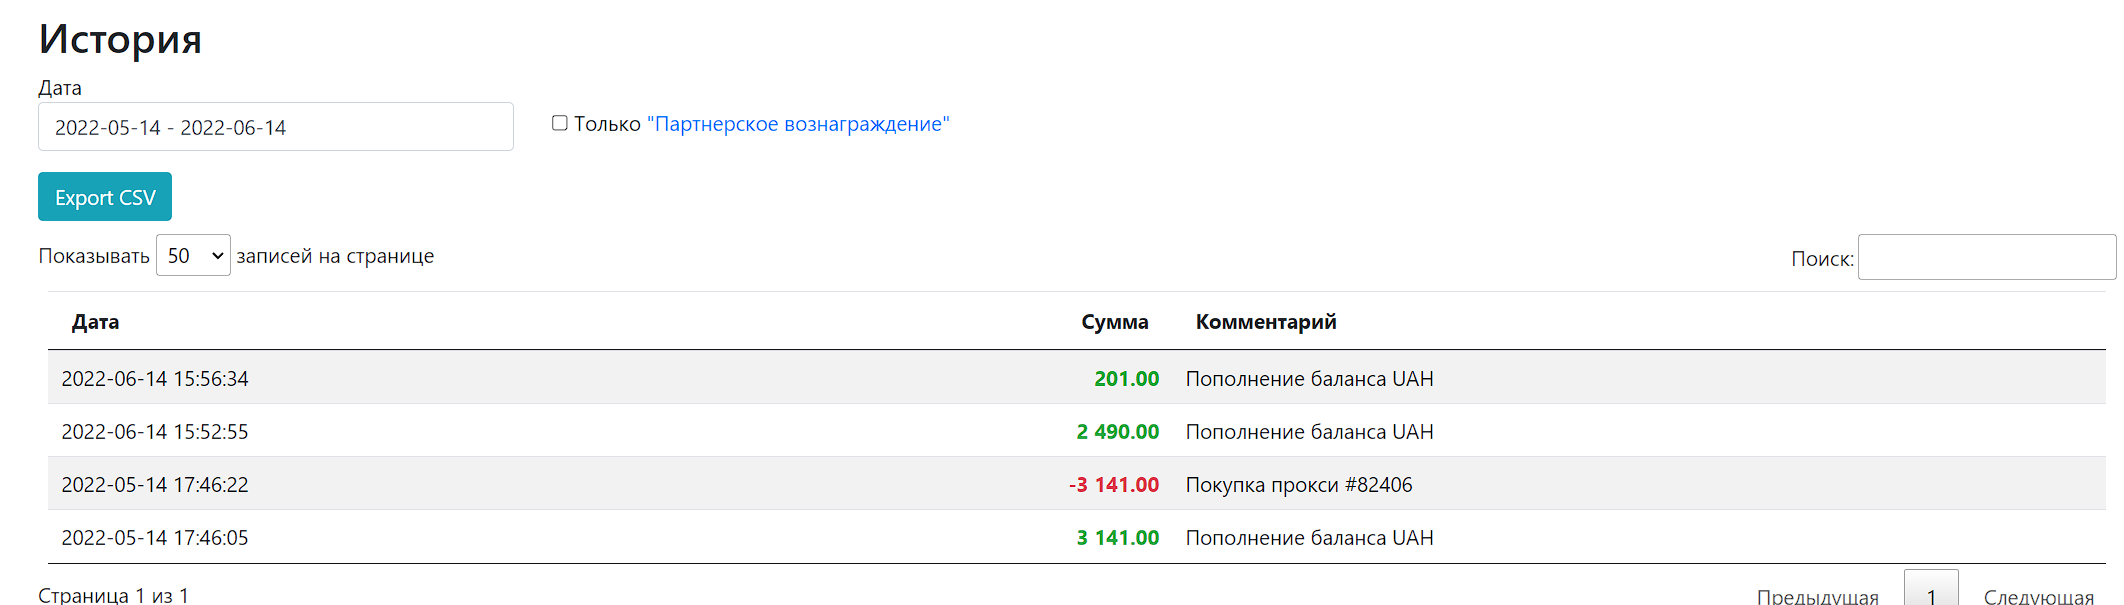 История
Дата
2022-05-14 - 2022-06-14
Только "Партнерское вознаграждение"
Export CSV
Показывать 50 записей на странице
Поиск:
Дата Сумма Комментарий
2022-06-14 15:56:34 201.00 Пополнение баланса UAH
2022-06-14 15:52:55 2 490.00 Пополнение баланса UAH
2022-05-14 17:46:22 -3 141.00 Покупка прокси #82406
2022-05-14 17:46:05 3 141.00 Пополнение баланса UAH
Страница 1 из 1
Предыдущая 1 Следующая